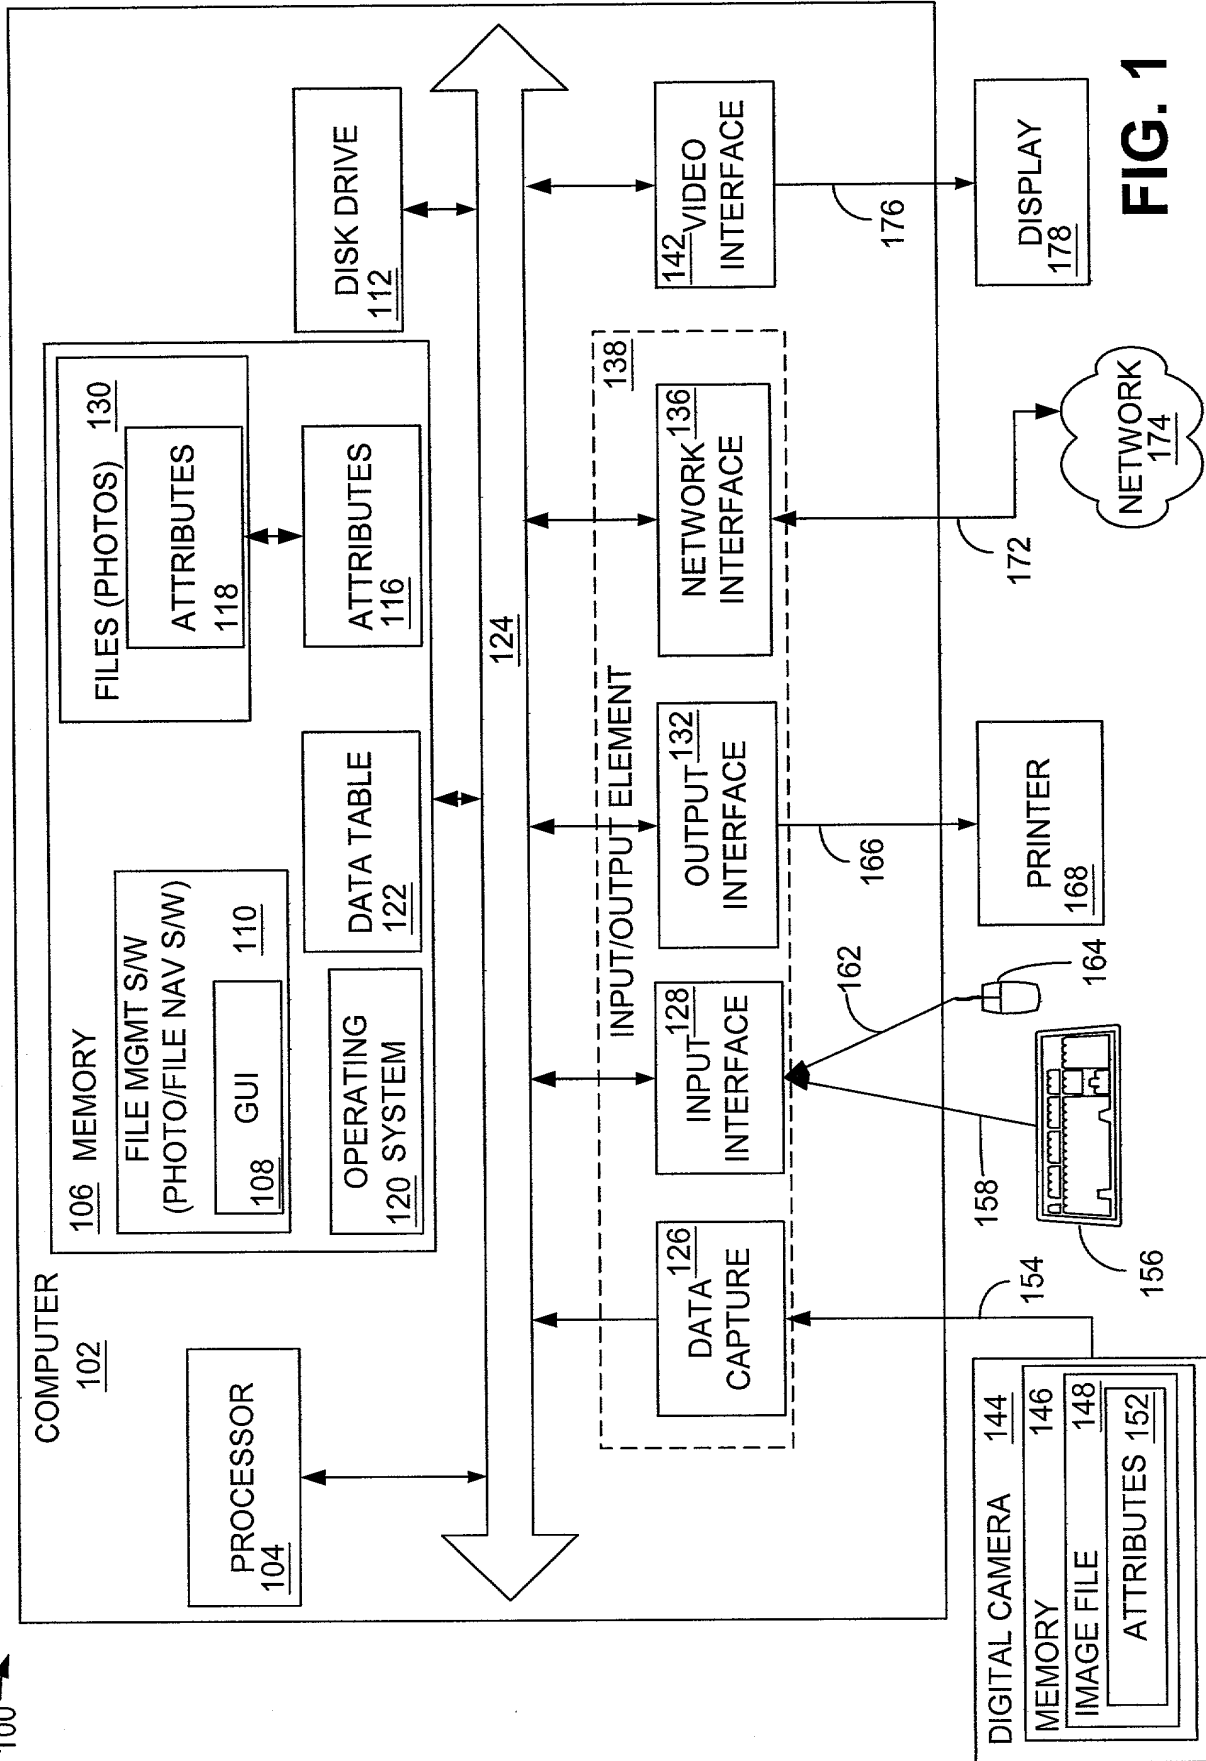 100
COMPUTER
102
PROCESSOR
104
106 MEMORY
FILE MGMT S/W
(PHOTO/FILE NAV S/W)
110
GUI
108
OPERATING
120 SYSTEM
DATA TABLE
122
FILES (PHOTOS) 130
ATTRIBUTES
118
ATTRIBUTES
116
DISK DRIVE
112
124
INPUT/OUTPUT ELEMENT
138
DATA 126
CAPTURE
INPUT 128
INTERFACE
OUTPUT 132
INTERFACE
NETWORK 136
INTERFACE
142 VIDEO
INTERFACE
154
158
162
166
172
176
DIGITAL CAMERA 144
MEMORY 146
IMAGE FILE 148
ATTRIBUTES 152
156
164
PRINTER
168
NETWORK
174
DISPLAY
178
FIG. 1